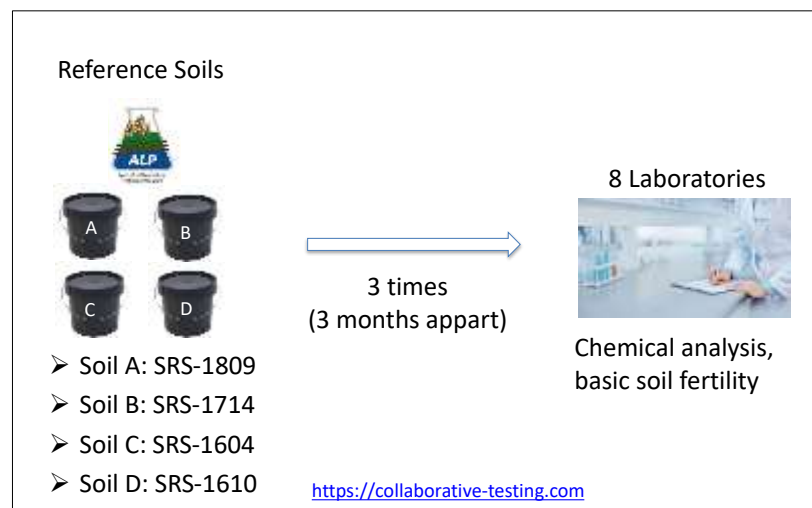 Reference Soils
ALP
A
B
C
D
➤ Soil A: SRS-1809
➤ Soil B: SRS-1714
➤ Soil C: SRS-1604
➤ Soil D: SRS-1610
3 times
(3 months appart)
8 Laboratories
Chemical analysis,
basic soil fertility
https://collaborative-testing.com